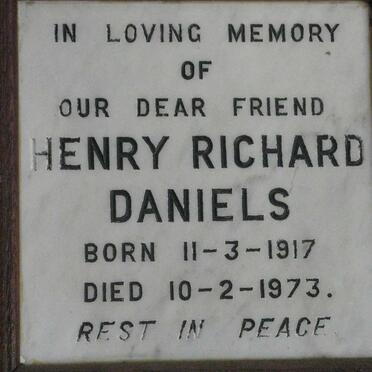 IN LOVING MEMORY
OF
OUR DEAR FRIEND
HENRY RICHARD
DANIELS
BORN 11-3-1917
DIED 10-2-1973.
REST IN PEACE.